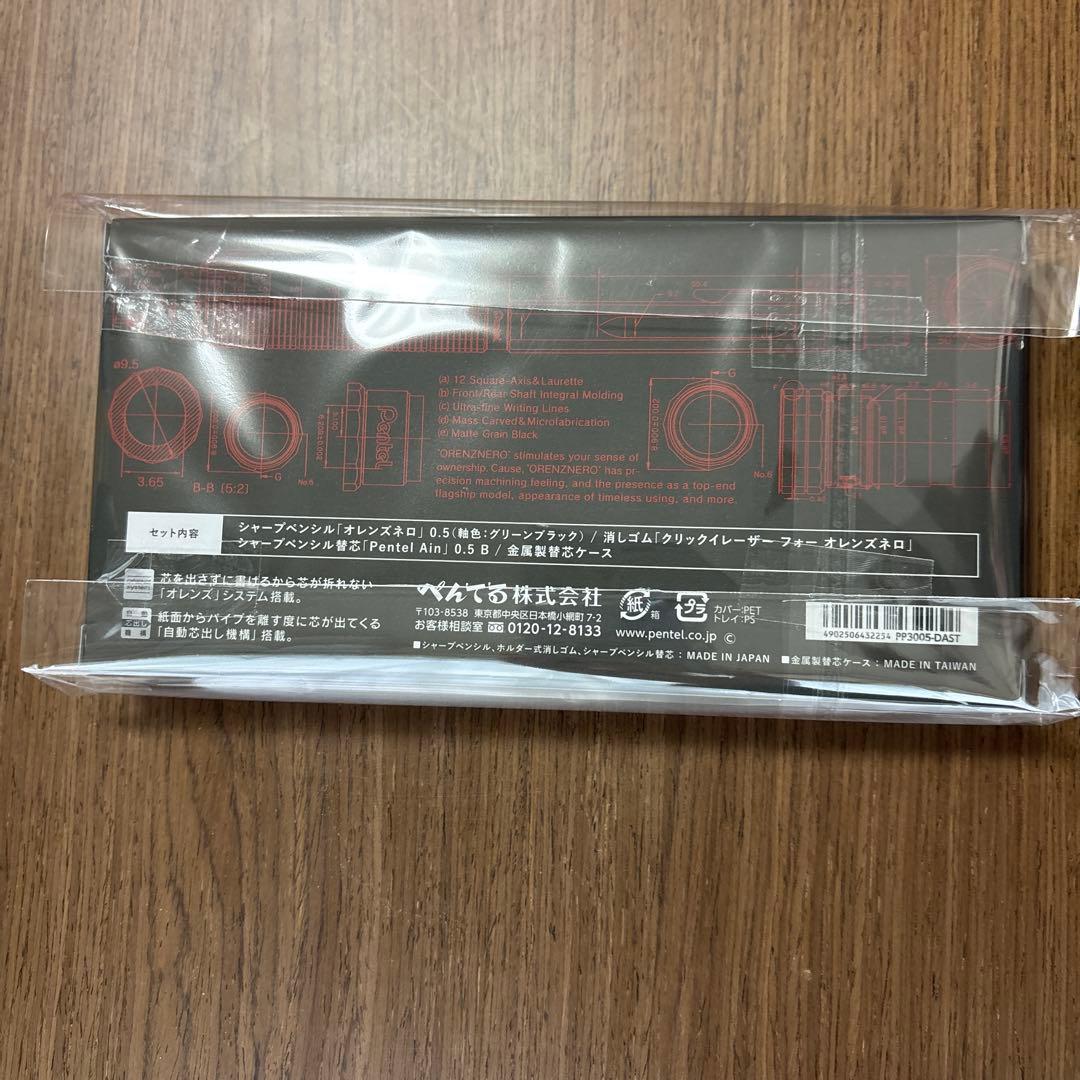 ø9.5
3.65
B-B [5:2]
G
No.6
Pentel
(a) 12 Square-Axis&Laurette
(b) Front/Rear Shaft Integral Molding
(c) Ultra-fine Writing Lines
(d) Mass Carved&Microfabrication
(e) Matte Grain Black
"ORENZNERO" stimulates your sense of
ownership. Cause, "ORENZNERO" has pr-
ecision machining feeling, and the presence as a top-end
flagship model, appearance of timeless using, and more.
G
G
No.6
セット内容
シャープペンシル「オレンズネロ」0.5(軸色:グリーンブラック) / 消しゴム「クリックイレーザー フォー オレンズネロ」
シャープペンシル替芯「Pentel Ain」0.5 B / 金属製替芯ケース
芯を出さずに書けるから芯が折れない
「オレンズ」システム搭載。
自動
芯出し
機構
紙面からパイプを離す度に芯が出てくる
「自動芯出し機構」搭載。
ぺんてる株式会社
〒103-8538 東京都中央区日本橋小網町7-2
お客様相談室 0120-12-8133
紙
箱
プラ
カバー:PET
トレイ:PS
www.pentel.co.jp ©
4902506432254 PP3005-DAST
■シャープペンシル、ホルダー式消しゴム、シャープペンシル替芯:MADE IN JAPAN ■金属製替芯ケース:MADE IN TAIWAN